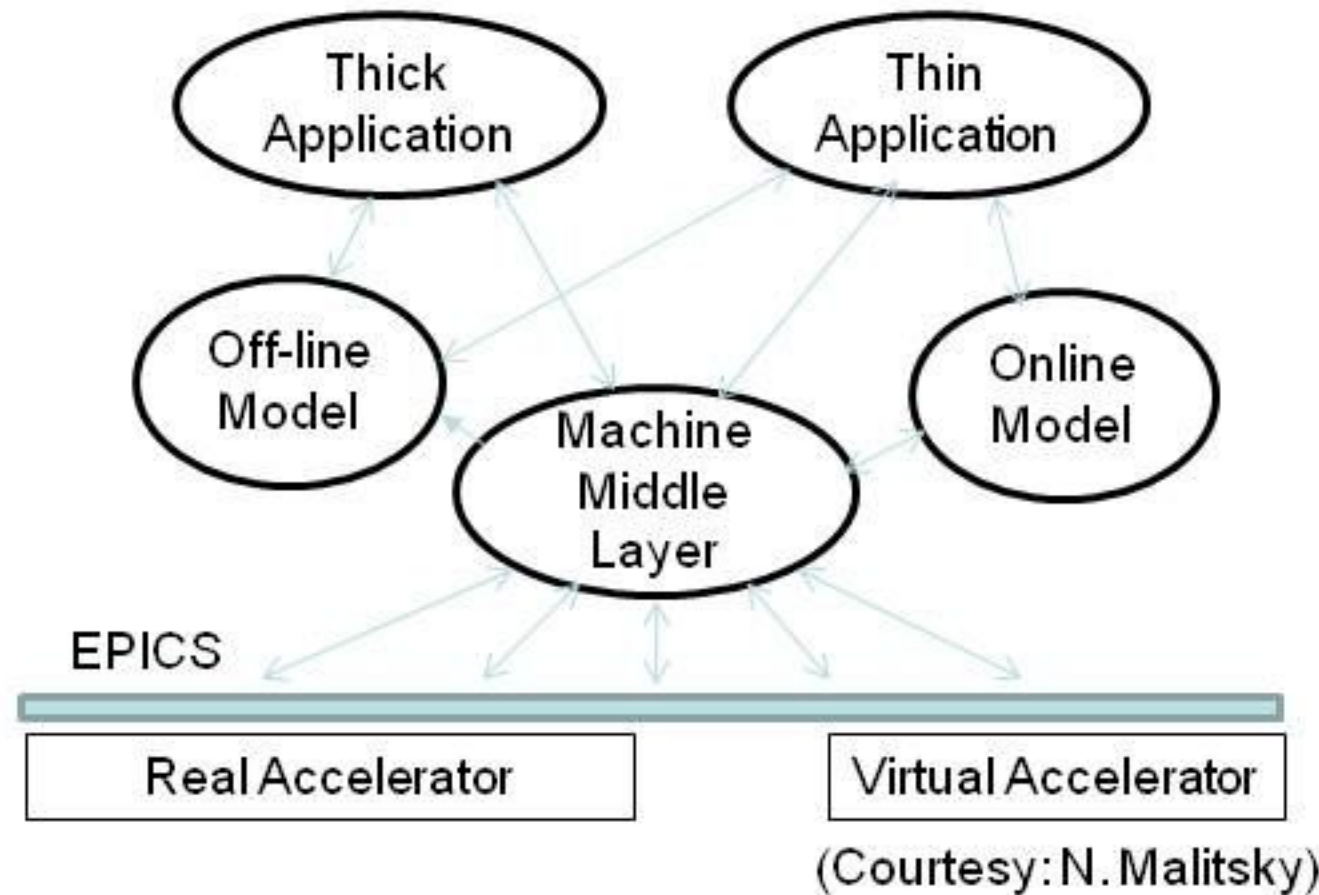 Thick
Application
Thin
Application
Off-line
Model
Online
Model
Machine
Middle
Layer
EPICS
Real Accelerator
Virtual Accelerator
(Courtesy: N. Malitsky)